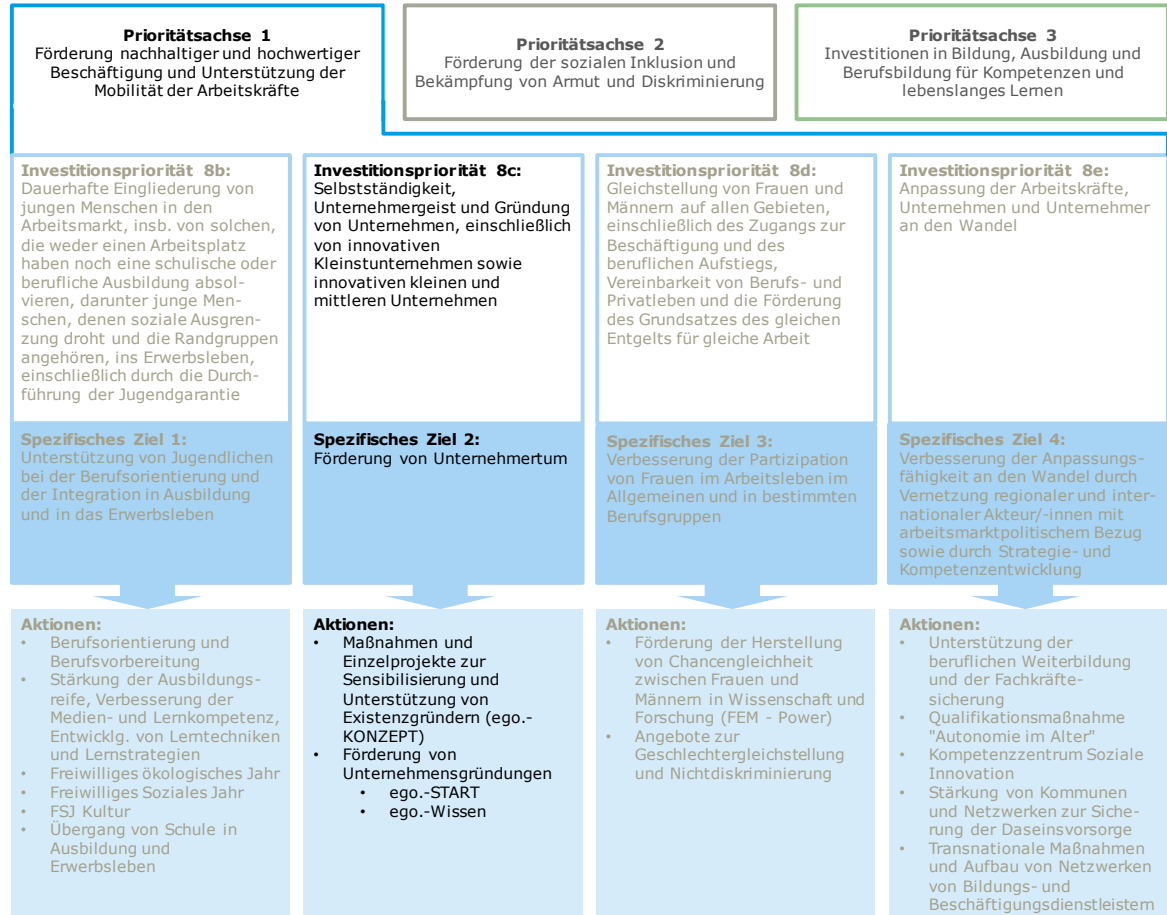 Prioritätsachse 1
Förderung nachhaltiger und hochwertiger
Beschäftigung und Unterstützung der
Mobilität der Arbeitskräfte
Prioritätsachse 2
Förderung der sozialen Inklusion und
Bekämpfung von Armut und Diskriminierung
Prioritätsachse 3
Investitionen in Bildung, Ausbildung und
Berufsbildung für Kompetenzen und
lebenslanges Lernen
Investitionspriorität 8b:
Dauerhafte Eingliederung von
jungen Menschen in den
Arbeitsmarkt, insb. von solchen,
die weder einen Arbeitsplatz
haben noch eine schulische oder
berufliche Ausbildung absol-
vieren, darunter junge Men-
schen, denen soziale Ausgren-
zung droht und die Randgruppen
angehören, ins Erwerbsleben,
einschließlich durch die Durch-
führung der Jugendgarantie
Spezifisches Ziel 1:
Unterstützung von Jugendlichen
bei der Berufsorientierung und
der Integration in Ausbildung
und in das Erwerbsleben
Aktionen:
• Berufsorientierung und
Berufsvorbereitung
• Stärkung der Ausbildungs-
reife, Verbesserung der
Medien- und Lernkompetenz,
Entwicklg. von Lerntechniken
und Lernstrategien
• Freiwilliges ökologisches Jahr
• Freiwilliges Soziales Jahr
• FSJ Kultur
• Übergang von Schule in
Ausbildung und
Erwerbsleben
Investitionspriorität 8c:
Selbstständigkeit,
Unternehmergeist und Gründung
von Unternehmen, einschließlich
von innovativen
Kleinstunternehmen sowie
innovativen kleinen und
mittleren Unternehmen
Spezifisches Ziel 2:
Förderung von Unternehmertum
Aktionen:
• Maßnahmen und
Einzelprojekte zur
Sensibilisierung und
Unterstützung von
Existenzgründern (ego.-
KONZEPT)
• Förderung von
Unternehmensgründungen
• ego.-START
• ego.-Wissen
Investitionspriorität 8d:
Gleichstellung von Frauen und
Männern auf allen Gebieten,
einschließlich des Zugangs zur
Beschäftigung und des
beruflichen Aufstiegs,
Vereinbarkeit von Berufs- und
Privatleben und die Förderung
des Grundsatzes des gleichen
Entgelts für gleiche Arbeit
Spezifisches Ziel 3:
Verbesserung der Partizipation
von Frauen im Arbeitsleben im
Allgemeinen und in bestimmten
Berufsgruppen
Aktionen:
• Förderung der Herstellung
von Chancengleichheit
zwischen Frauen und
Männern in Wissenschaft und
Forschung (FEM - Power)
• Angebote zur
Geschlechtergleichstellung
und Nichtdiskriminierung
Investitionspriorität 8e:
Anpassung der Arbeitskräfte,
Unternehmen und Unternehmer
an den Wandel
Spezifisches Ziel 4:
Verbesserung der Anpassungs-
fähigkeit an den Wandel durch
Vernetzung regionaler und inter-
nationaler Akteur/-innen mit
arbeitsmarktpolitischem Bezug
sowie durch Strategie- und
Kompetenzentwicklung
Aktionen:
• Unterstützung der
beruflichen Weiterbildung
und der Fachkräfte-
sicherung
• Qualifikationsmaßnahme
"Autonomie im Alter"
• Kompetenzzentrum Soziale
Innovation
• Stärkung von Kommunen
und Netzwerken zur Siche-
rung der Daseinsvorsorge
• Transnationale Maßnahmen
und Aufbau von Netzwerken
von Bildungs- und
Beschäftigungsdienstleistern